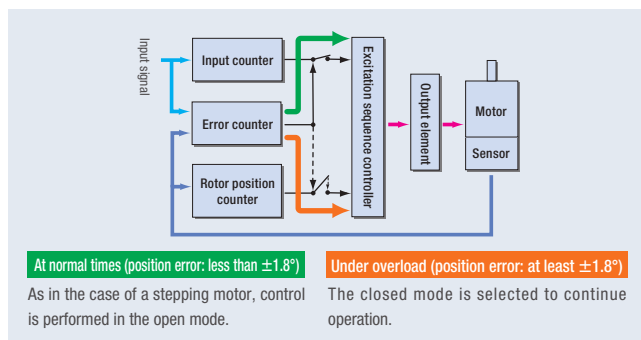 Input signal
Input counter
Error counter
Rotor position
counter
Excitation sequence controller
Output element
Motor
Sensor
At normal times (position error: less than ±1.8°)
As in the case of a stepping motor, control
is performed in the open mode.
Under overload (position error: at least ±1.8°)
The closed mode is selected to continue
operation.